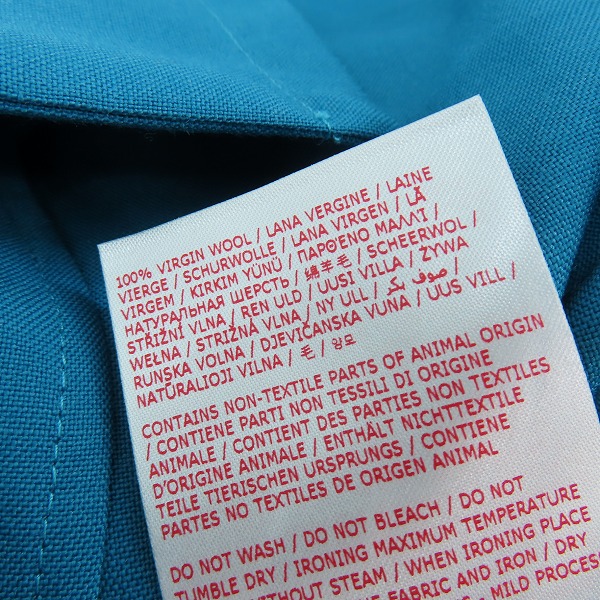 100% VIRGIN WOOL / LANA VERGINE / LAINE
VIERGE / SCHURWOLLE / LANA VIRGEN / LÃ
VIRGEM / KIRKIM YÜNÜ / ΠΑΡΘΕΝΟ ΜΑΛΛΙ /
НАТУРАЛЬНАЯ ШЕРСТЬ / 绵羊毛 / SCHEERWOL /
STŘIŽNÍ VLNA / REN ULD / UUSI VILLA / ŻYWA
WEŁNA / STRIŽNÁ VLNA / NY ULL / صوف بكر /
RUNSKA VOLNA / DJEVIČANSKA VUNA / UUS VILL /
NATŪRALIOJI VILNA / 毛 / 양모
CONTAINS NON-TEXTILE PARTS OF ANIMAL ORIGIN
/ CONTIENE PARTI NON TESSILI DI ORIGINE
ANIMALE / CONTIENT DES PARTIES NON TEXTILES
D'ORIGINE ANIMALE / ENTHÄLT NICHTTEXTILE
TEILE TIERISCHEN URSPRUNGS / CONTIENE
PARTES NO TEXTILES DE ORIGEN ANIMAL
DO NOT WASH / DO NOT BLEACH / DO NOT
TUMBLE DRY / IRONING MAXIMUM TEMPERATURE
WITHOUT STEAM / WHEN IRONING PLACE
THE FABRIC AND IRON / DRY
- MILD PROCESS